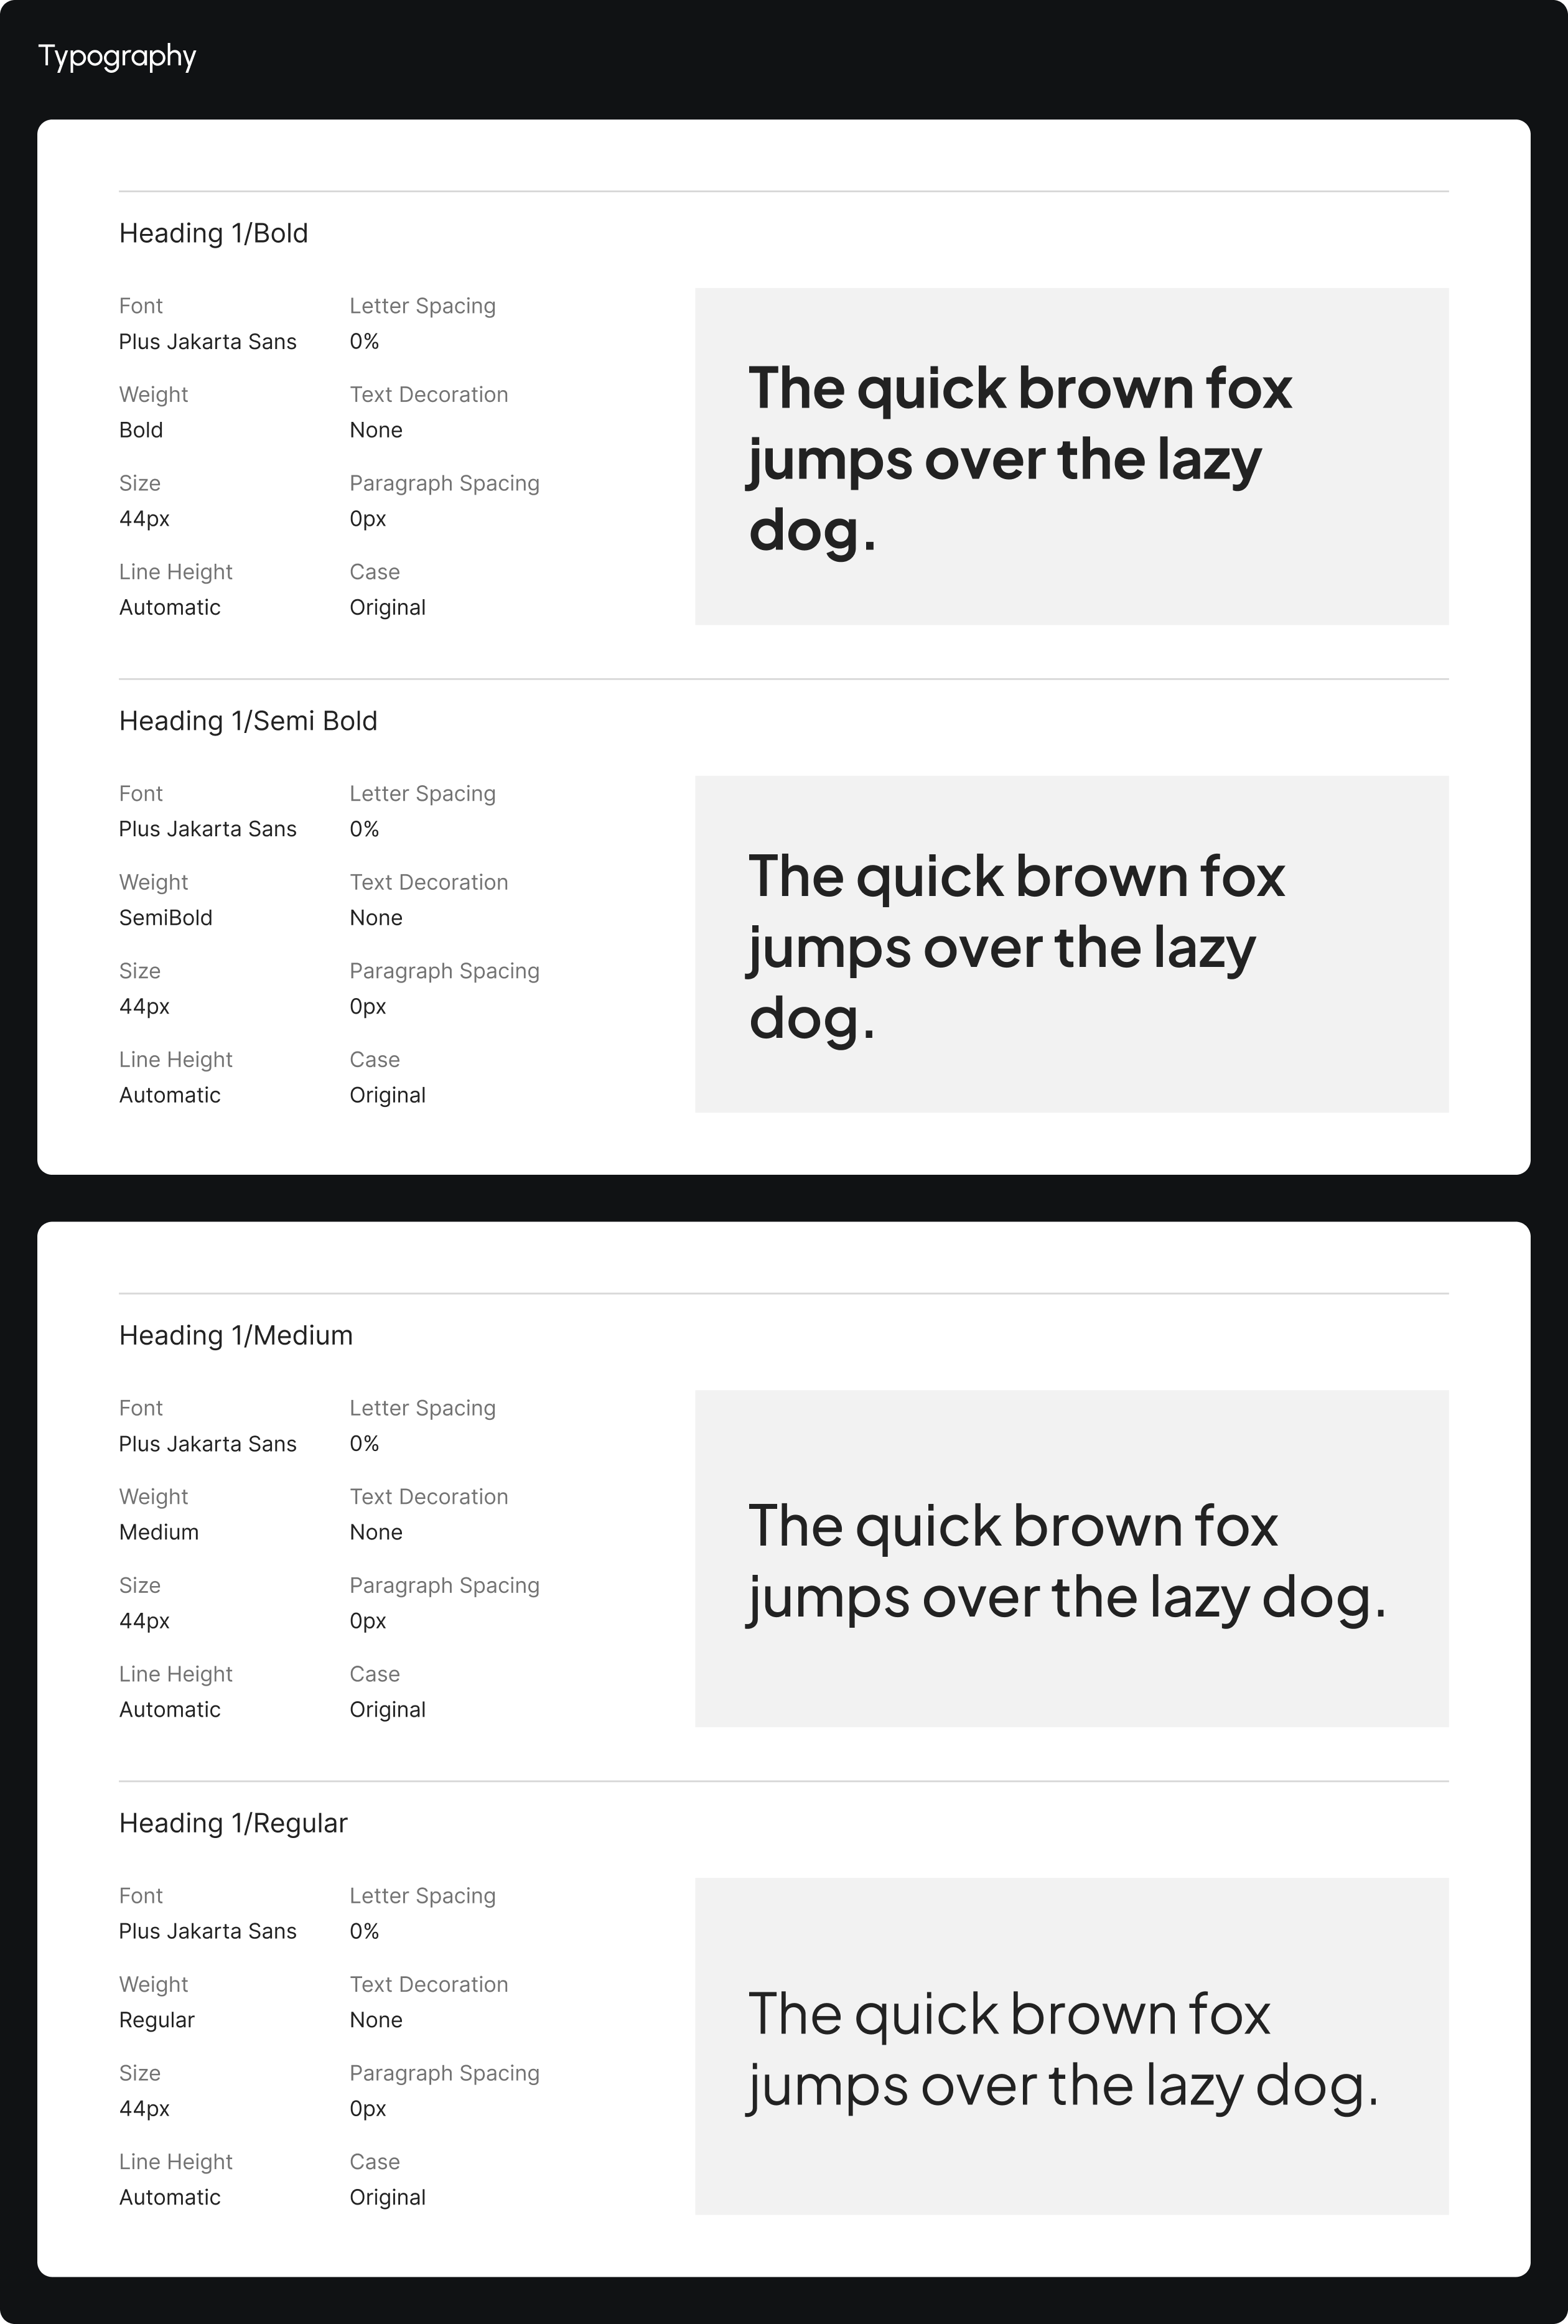 Typography
Heading 1/Bold
Font
Plus Jakarta Sans
Weight
Bold
Size
44px
Line Height
Automatic
Letter Spacing
0%
Text Decoration
None
Paragraph Spacing
0px
Case
Original
The quick brown fox
jumps over the lazy
dog.
Heading 1/Semi Bold
Font
Plus Jakarta Sans
Weight
SemiBold
Size
44px
Line Height
Automatic
Letter Spacing
0%
Text Decoration
None
Paragraph Spacing
0px
Case
Original
The quick brown fox
jumps over the lazy
dog.
Heading 1/Medium
Font
Plus Jakarta Sans
Weight
Medium
Size
44px
Line Height
Automatic
Letter Spacing
0%
Text Decoration
None
Paragraph Spacing
0px
Case
Original
The quick brown fox
jumps over the lazy dog.
Heading 1/Regular
Font
Plus Jakarta Sans
Weight
Regular
Size
44px
Line Height
Automatic
Letter Spacing
0%
Text Decoration
None
Paragraph Spacing
0px
Case
Original
The quick brown fox
jumps over the lazy dog.